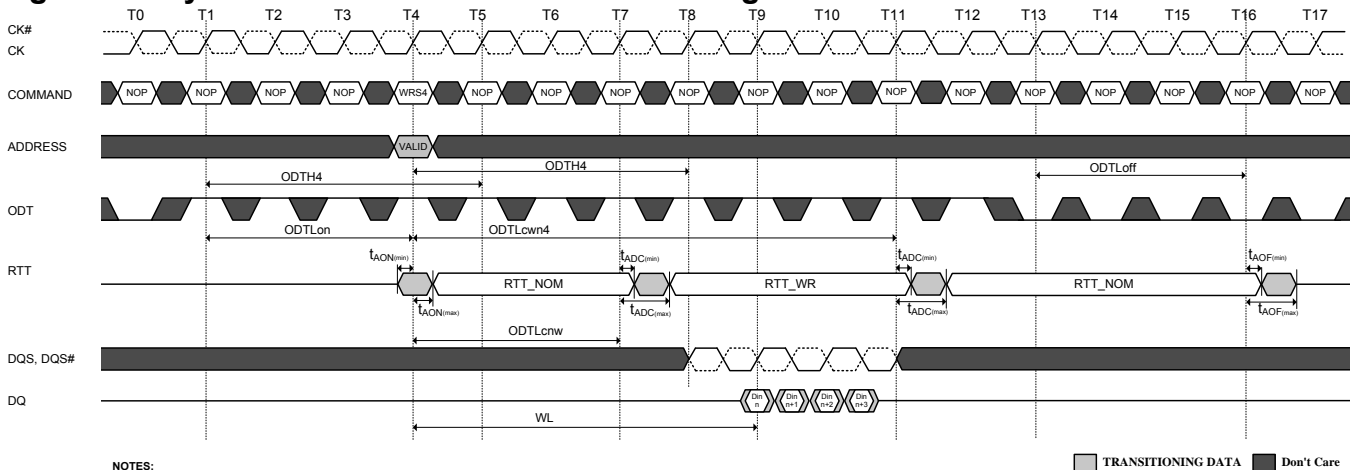 T0 T1 T2 T3 T4 T5 T6 T7 T8 T9 T10 T11 T12 T13 T14 T15 T16 T17
CK#
CK
COMMAND NOP NOP NOP NOP WRS4 NOP NOP NOP NOP NOP NOP NOP NOP NOP NOP NOP NOP NOP
ADDRESS VALID
ODTH4 ODTH4 ODTLoff
ODT
ODTLon ODTLcwn4
tAON(min) tADC(min) tADC(min) tAOF(min)
RTT RTT_NOM RTT_WR RTT_NOM
tAON(max) tADC(max) tADC(max) tAOF(max)
ODTLcnw
DQS, DQS#
DQ Din n Din n+1 Din n+2 Din n+3
WL
NOTES: TRANSITIONING DATA Don't Care